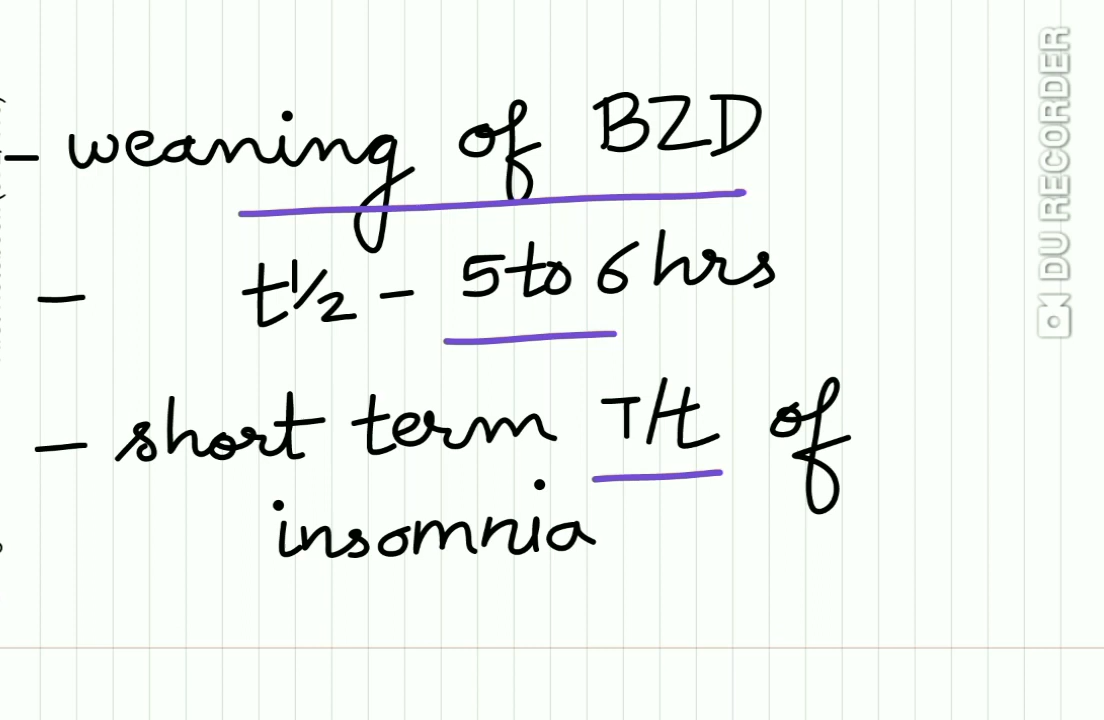 - weaning of BZD
- t½ - 5 to 6 hrs
- short term T/t of
insomnia
DU RECORDER